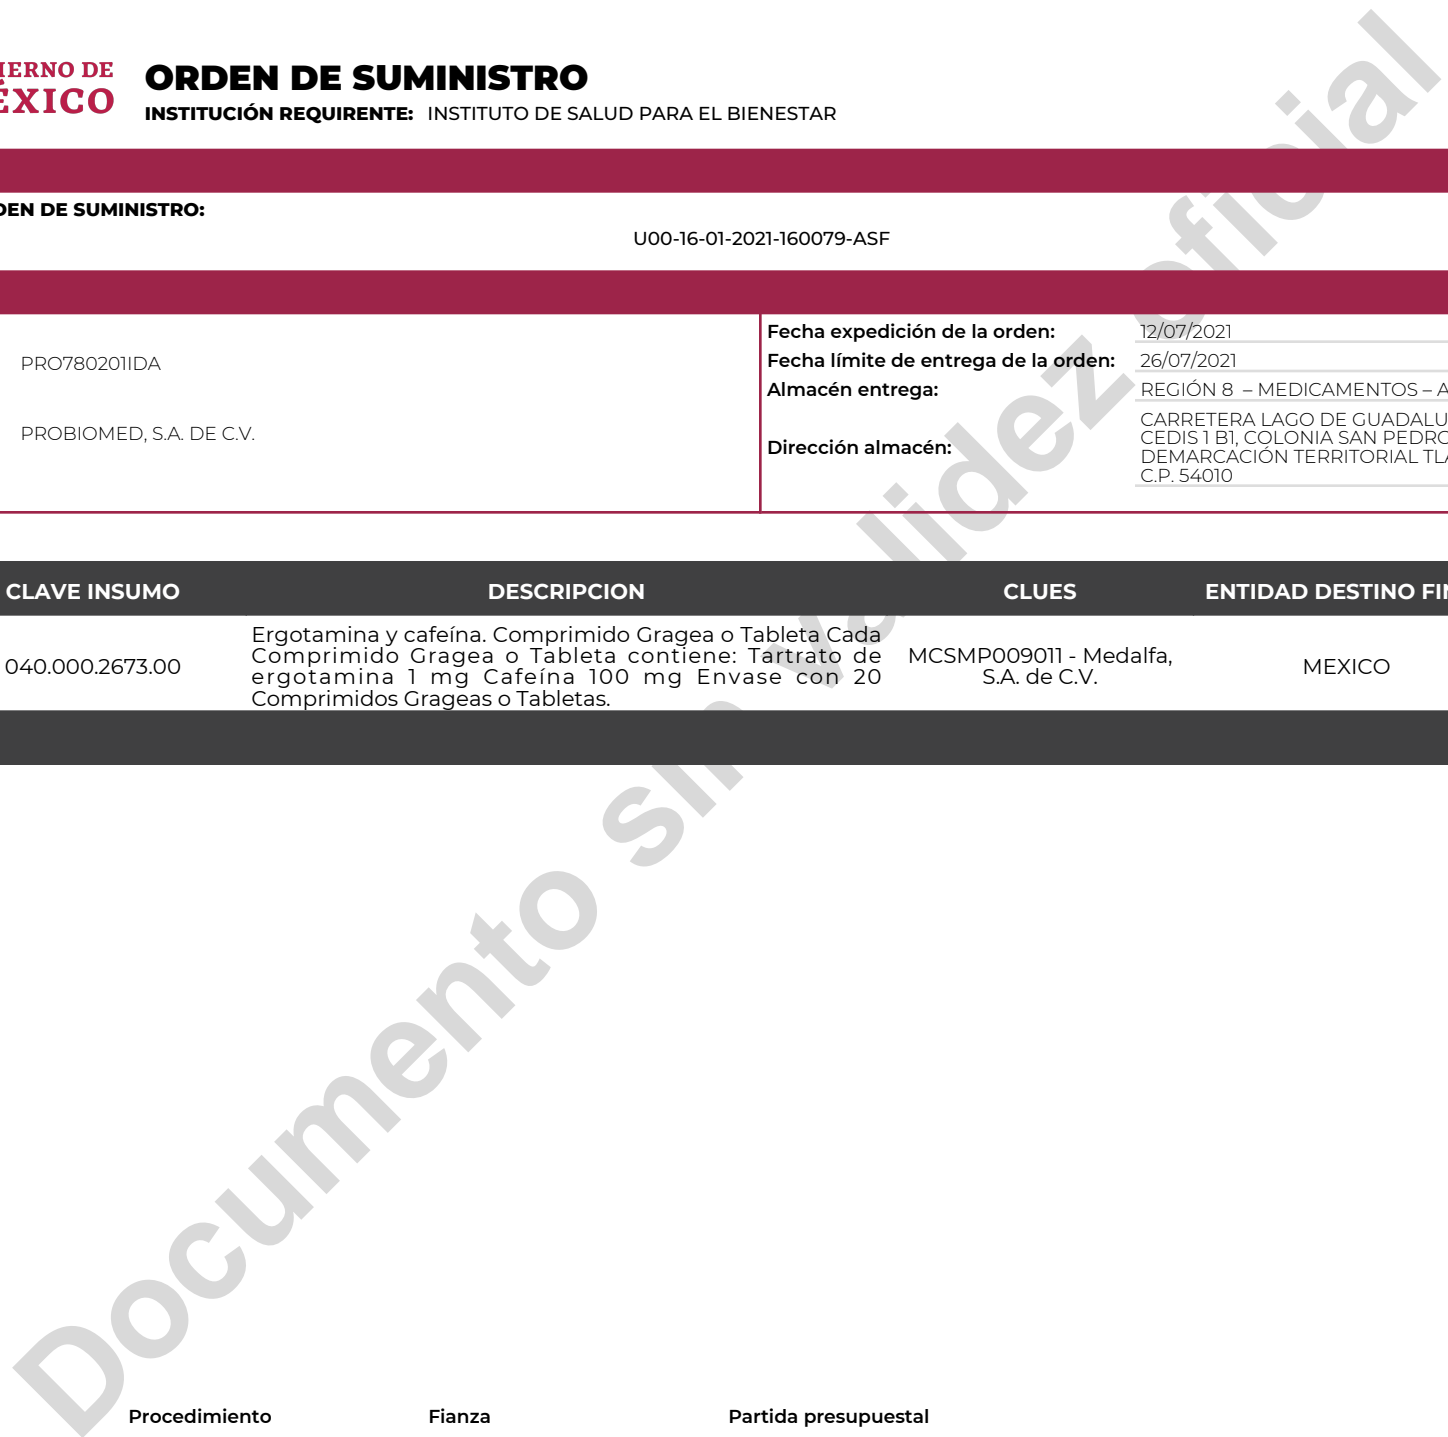 IERNO DE
ÉXICO
ORDEN DE SUMINISTRO
INSTITUCIÓN REQUIRENTE: INSTITUTO DE SALUD PARA EL BIENESTAR
DEN DE SUMINISTRO:
U00-16-01-2021-160079-ASF
PRO780201IDA
PROBIOMED, S.A. DE C.V.
Fecha expedición de la orden: 12/07/2021
Fecha límite de entrega de la orden: 26/07/2021
Almacén entrega: REGIÓN 8 – MEDICAMENTOS – A
Dirección almacén:
CARRETERA LAGO DE GUADALU
CEDIS 1 B1, COLONIA SAN PEDRO
DEMARCACIÓN TERRITORIAL TLA
C.P. 54010
CLAVE INSUMO DESCRIPCION CLUES ENTIDAD DESTINO FIN
040.000.2673.00
Ergotamina y cafeína. Comprimido Gragea o Tableta Cada
Comprimido Gragea o Tableta contiene: Tartrato de
ergotamina 1 mg Cafeína 100 mg Envase con 20
Comprimidos Grageas o Tabletas.
MCSMP009011 - Medalfa,
S.A. de C.V.
MEXICO
Documento sin validez oficial
Procedimiento Fianza Partida presupuestal